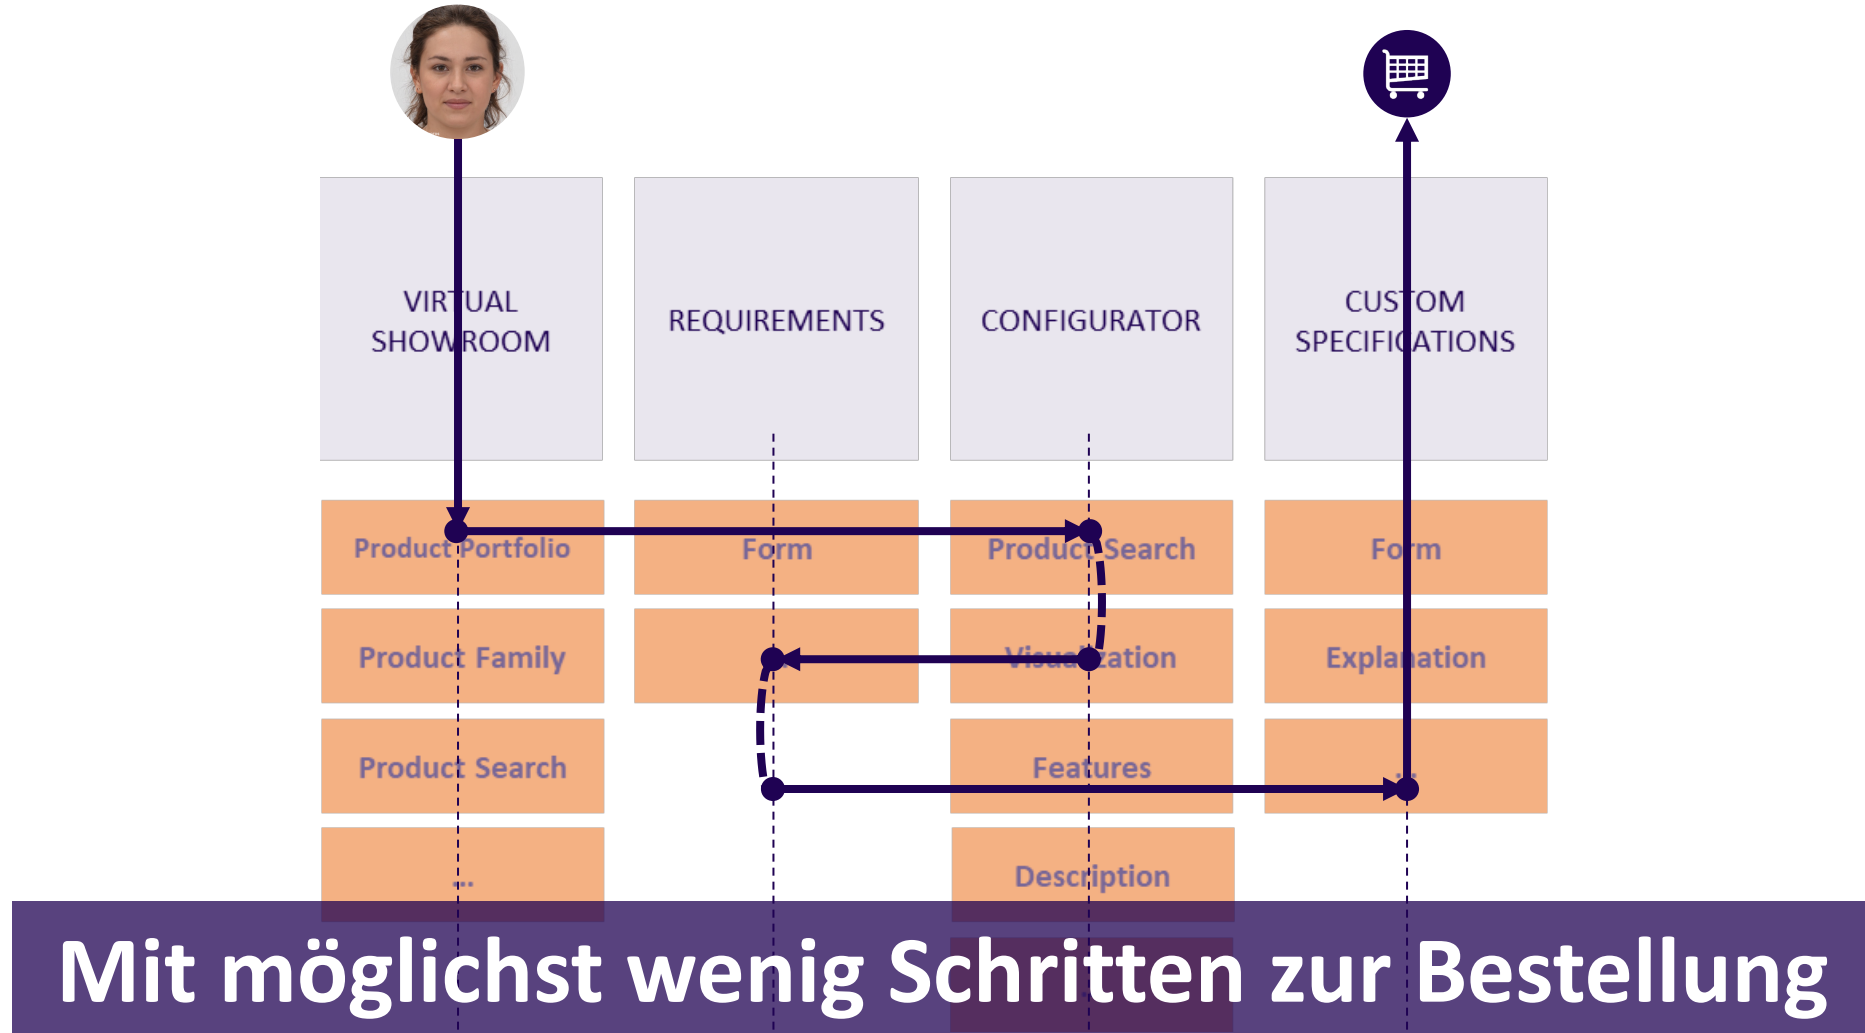 VIRTUAL
SHOWROOM
REQUIREMENTS
CONFIGURATOR
CUSTOM
SPECIFICATIONS
Product Portfolio
Form
Product Search
Form
Product Family
Visualization
Explanation
Product Search
Features
...
...
Description
Mit möglichst wenig Schritten zur Bestellung